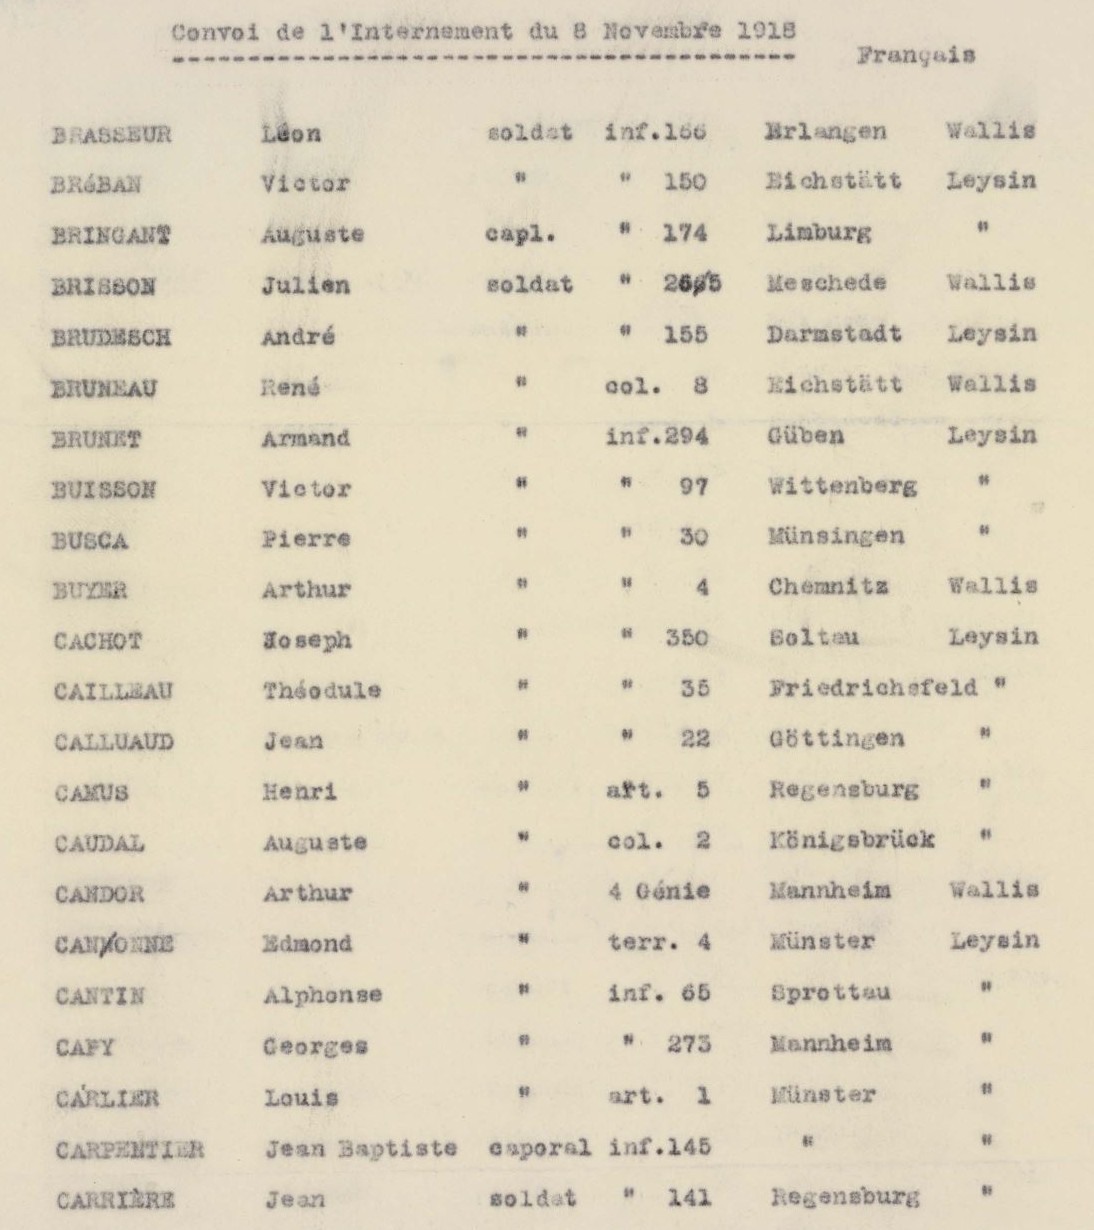 Convoi de l'Internement du 8 Novembre 1918
Français
BRASSEUR Léon soldat inf.166 Erlangen Wallis
BRéBAN Victor " " 150 Eichstätt Leysin
BRINGANT Auguste capl. " 174 Limburg "
BRISSON Julien soldat " Meschede Wallis
BRUDESCH André " " 155 Darmstadt Leysin
BRUNEAU René " col. 8 Eichstätt Wallis
BRUNET Armand " inf.294 Güben Leysin
BUISSON Victor " " 97 Wittenberg "
BUSCA Pierre " " 30 Münsingen "
BUYER Arthur " " 4 Chemnitz Wallis
CACHOT Joseph " " 350 Soltau Leysin
CAILLEAU Théodule " " 35 Friedrichsfeld "
CALLUAUD Jean " " 22 Göttingen "
CAMUS Henri " art. 5 Regensburg "
CAUDAL Auguste " col. 2 Königsbrück "
CANDOR Arthur " 4 Génie Mannheim Wallis
CANONNE Edmond " terr. 4 Münster Leysin
CANTIN Alphonse " inf. 65 Sprottau "
CAPY Georges " " 273 Mannheim "
CARLIER Louis " art. 1 Münster "
CARPENTIER Jean Baptiste caporal inf.145 " "
CARRIÈRE Jean soldat " 141 Regensburg "